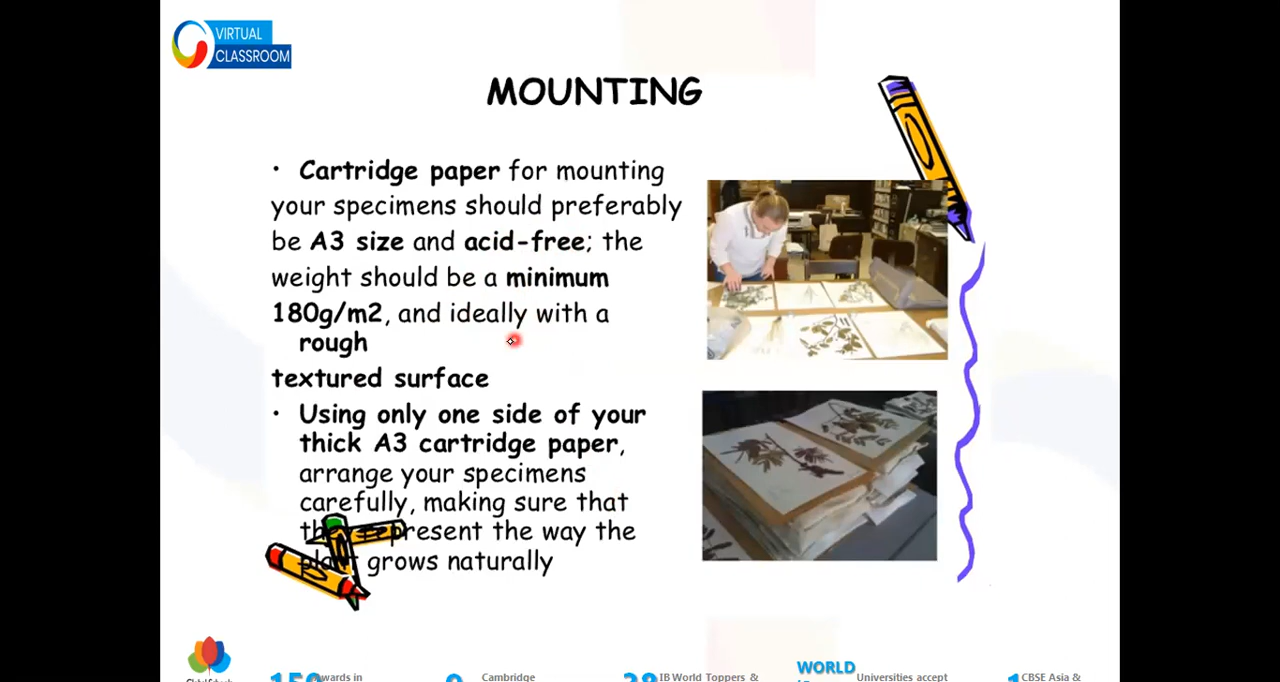 VIRTUAL
CLASSROOM
MOUNTING
• Cartridge paper for mounting
your specimens should preferably
be A3 size and acid-free; the
weight should be a minimum
180g/m2, and ideally with a
rough
textured surface
• Using only one side of your
thick A3 cartridge paper,
arrange your specimens
carefully, making sure that
they represent the way the
plant grows naturally
Awards in
Cambridge
IB World Toppers &
WORLD
Universities accept
CBSE Asia &